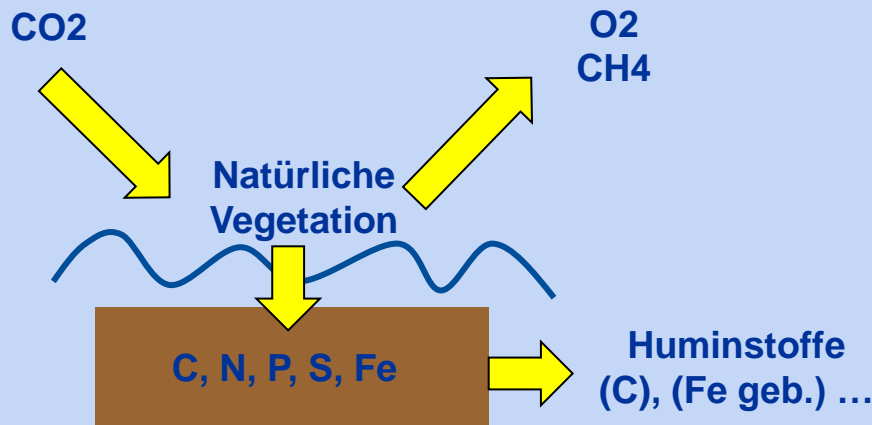 CO2
O2
CH4
Natürliche
Vegetation
C, N, P, S, Fe
Huminstoffe
(C), (Fe geb.) …